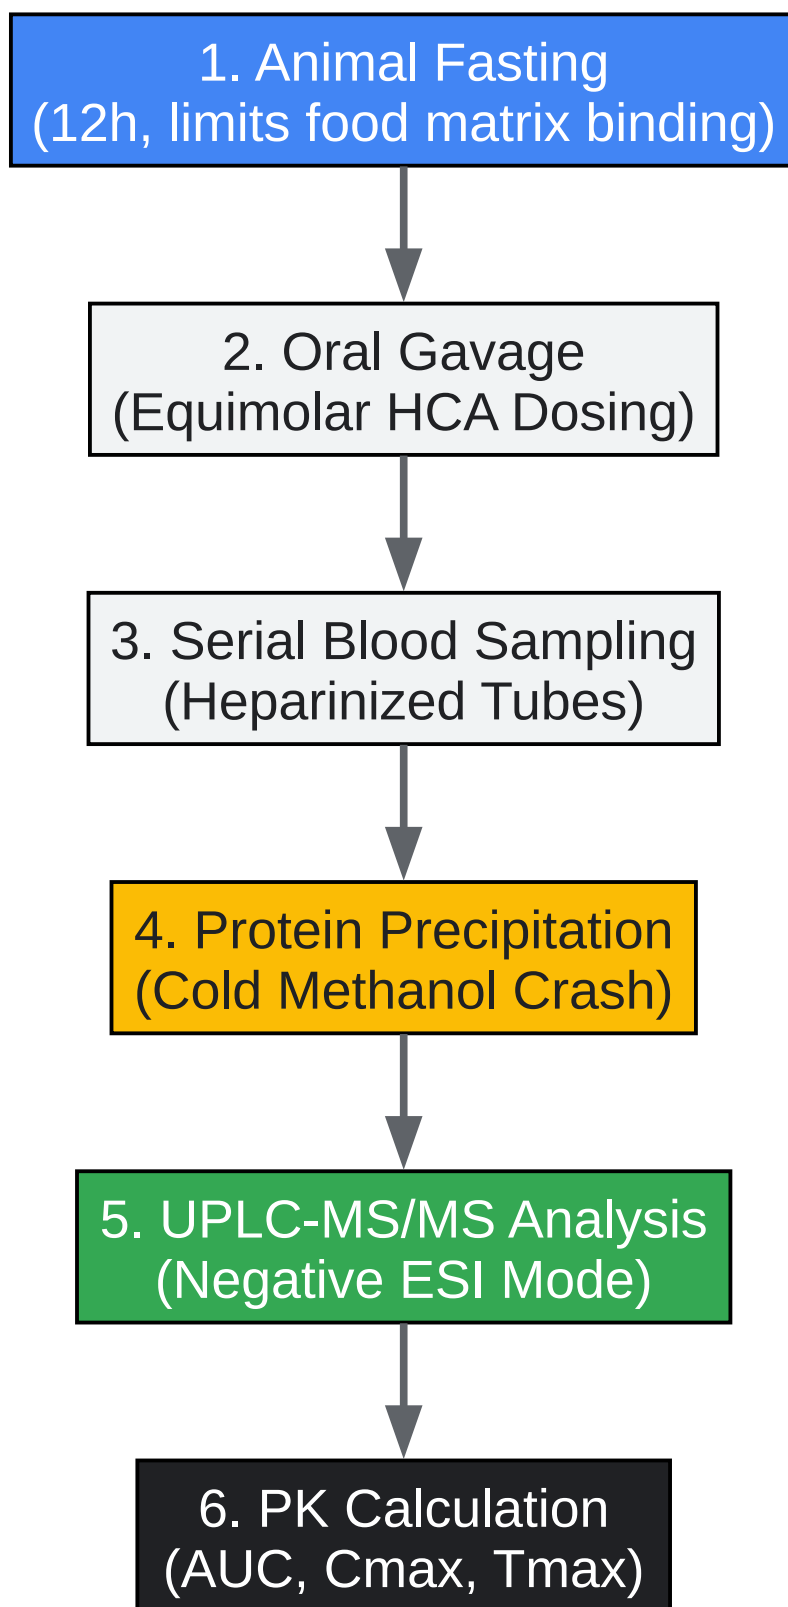 1. Animal Fasting
(12h, limits food matrix binding)
2. Oral Gavage
(Equimolar HCA Dosing)
3. Serial Blood Sampling
(Heparinized Tubes)
4. Protein Precipitation
(Cold Methanol Crash)
5. UPLC-MS/MS Analysis
(Negative ESI Mode)
6. PK Calculation
(AUC, Cmax, Tmax)